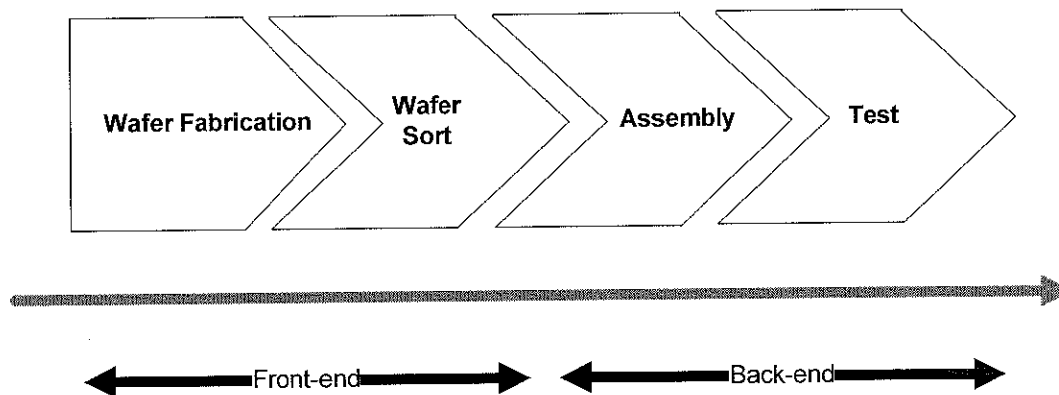 Wafer Fabrication
Wafer
Sort
Assembly
Test
Front-end
Back-end